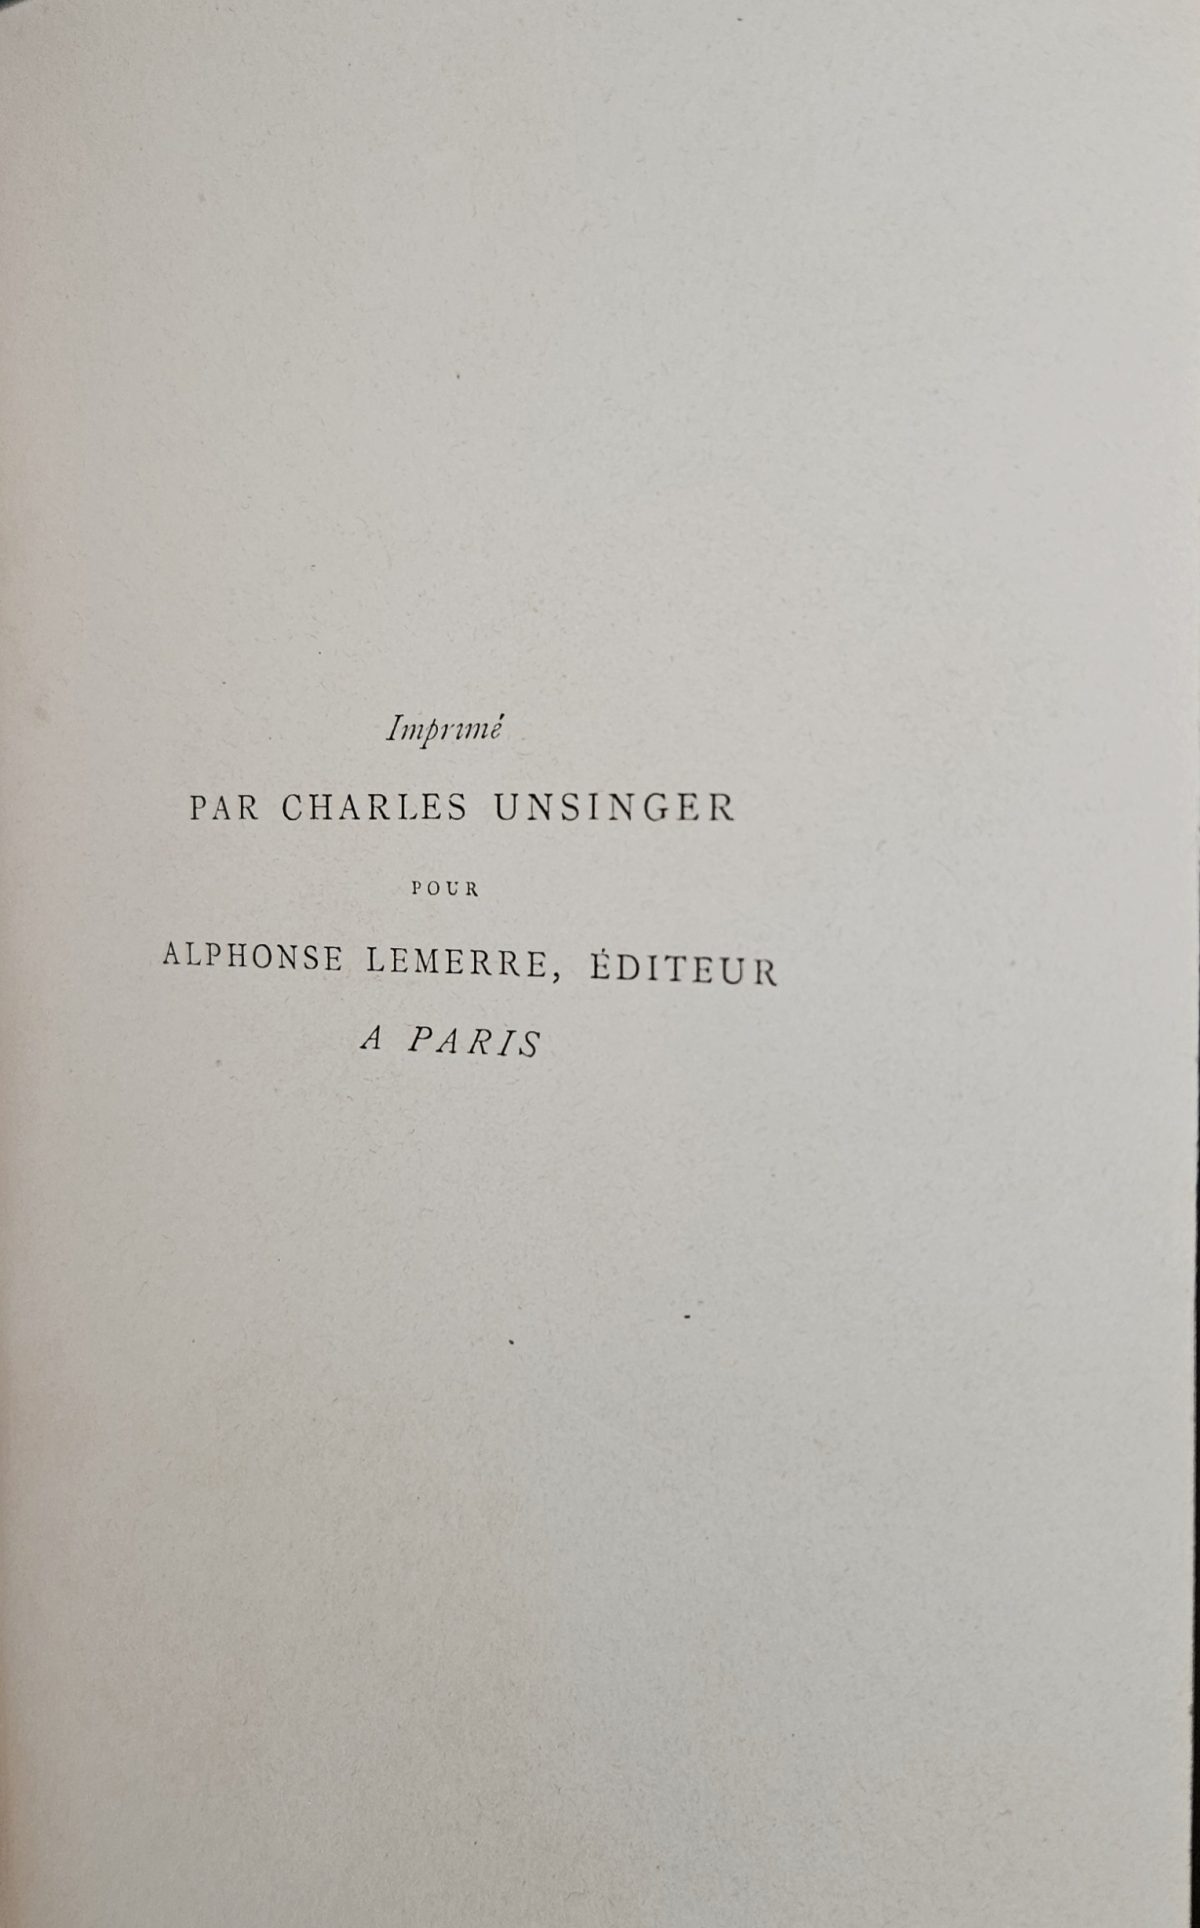 Imprimé
PAR CHARLES UNSINGER
POUR
ALPHONSE LEMERRE, ÉDITEUR
A PARIS